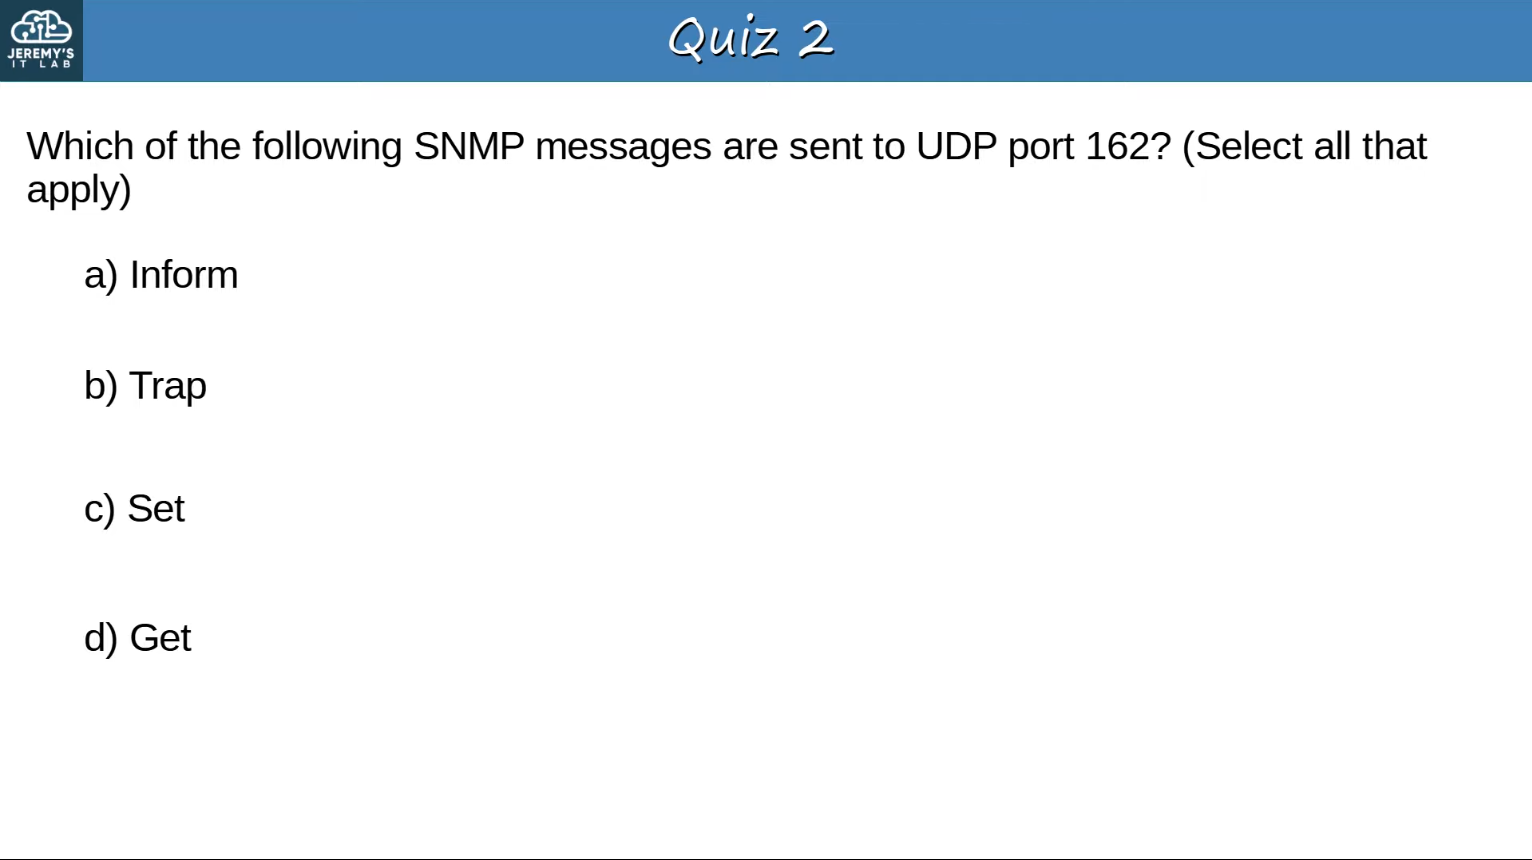 JEREMY'S
IT LAB
Quiz 2
Which of the following SNMP messages are sent to UDP port 162? (Select all that
apply)
a) Inform
b) Trap
c) Set
d) Get